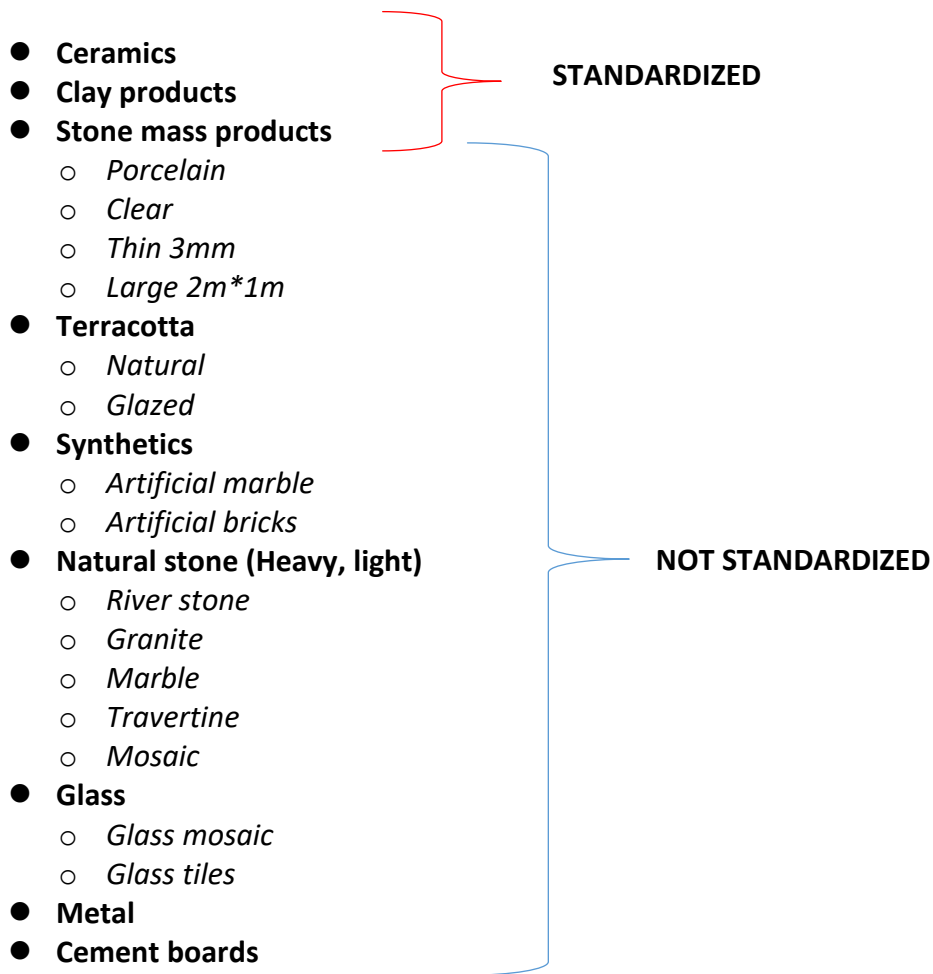 ● Ceramics
● Clay products
STANDARDIZED
● Stone mass products
o Porcelain
o Clear
o Thin 3mm
o Large 2m*1m
● Terracotta
o Natural
o Glazed
● Synthetics
o Artificial marble
o Artificial bricks
● Natural stone (Heavy, light)
NOT STANDARDIZED
o River stone
o Granite
o Marble
o Travertine
o Mosaic
● Glass
o Glass mosaic
o Glass tiles
● Metal
● Cement boards